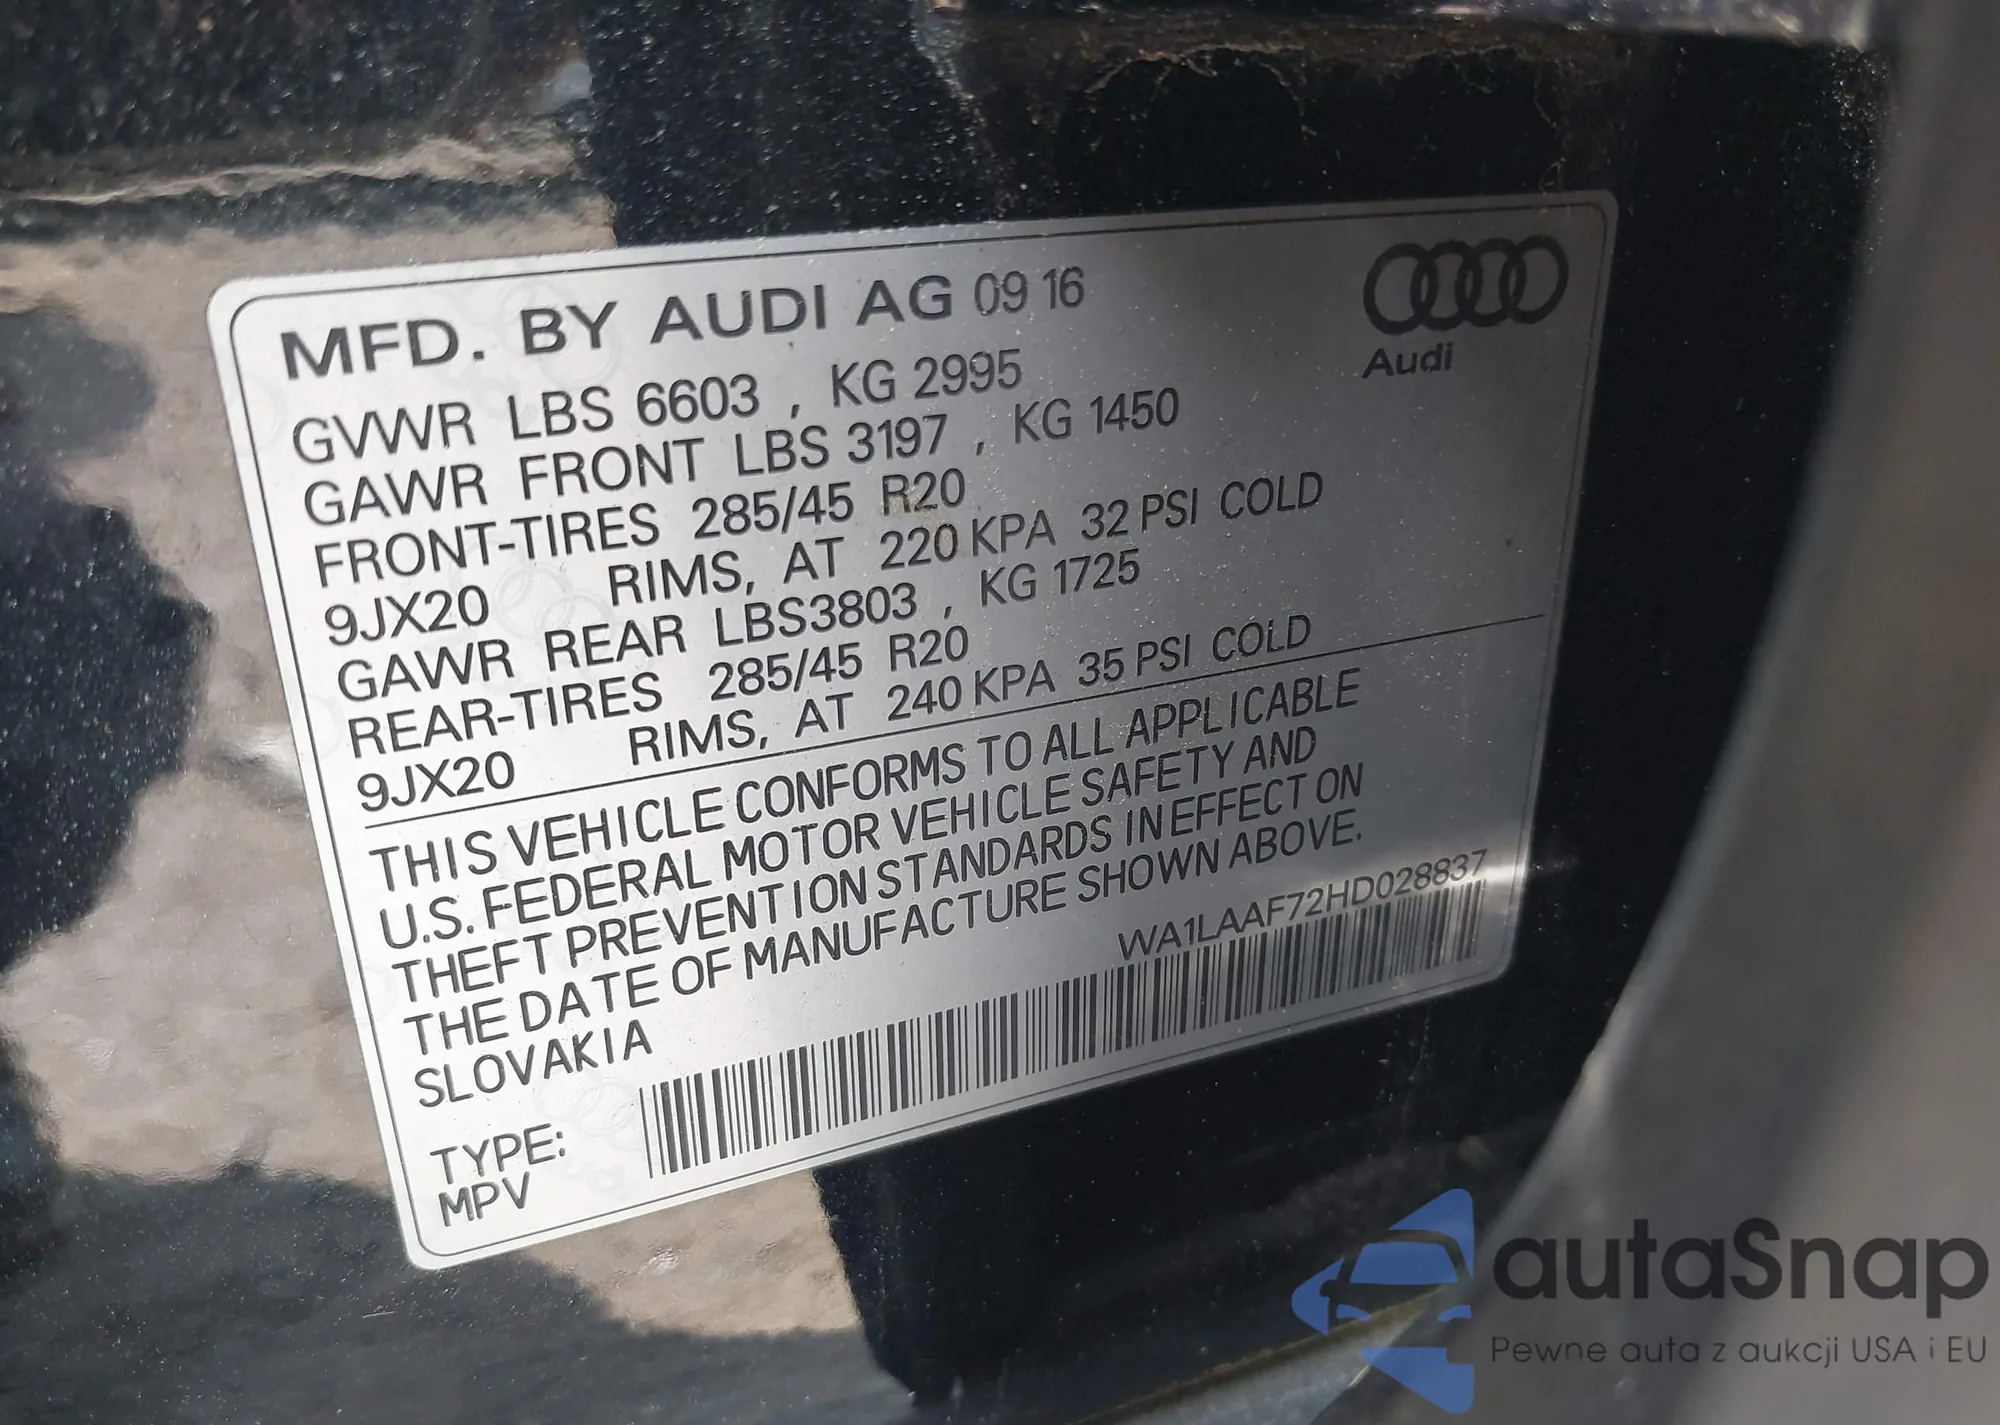 MFD. BY AUDI AG 09 16
Audi
GVWR LBS 6603 , KG 2995
GAWR FRONT LBS 3197 , KG 1450
FRONT-TIRES 285/45 R20
9JX20 RIMS, AT 220 KPA 32 PSI COLD
GAWR REAR LBS3803 , KG 1725
REAR-TIRES 285/45 R20
9JX20 RIMS, AT 240 KPA 35 PSI COLD
THIS VEHICLE CONFORMS TO ALL APPLICABLE
U.S. FEDERAL MOTOR VEHICLE SAFETY AND
THEFT PREVENTION STANDARDS IN EFFECT ON
THE DATE OF MANUFACTURE SHOWN ABOVE.
SLOVAKIA
WA1LAAF72HD028837
TYPE:
MPV
autaSnap
Pewne auta z aukcji USA i EU